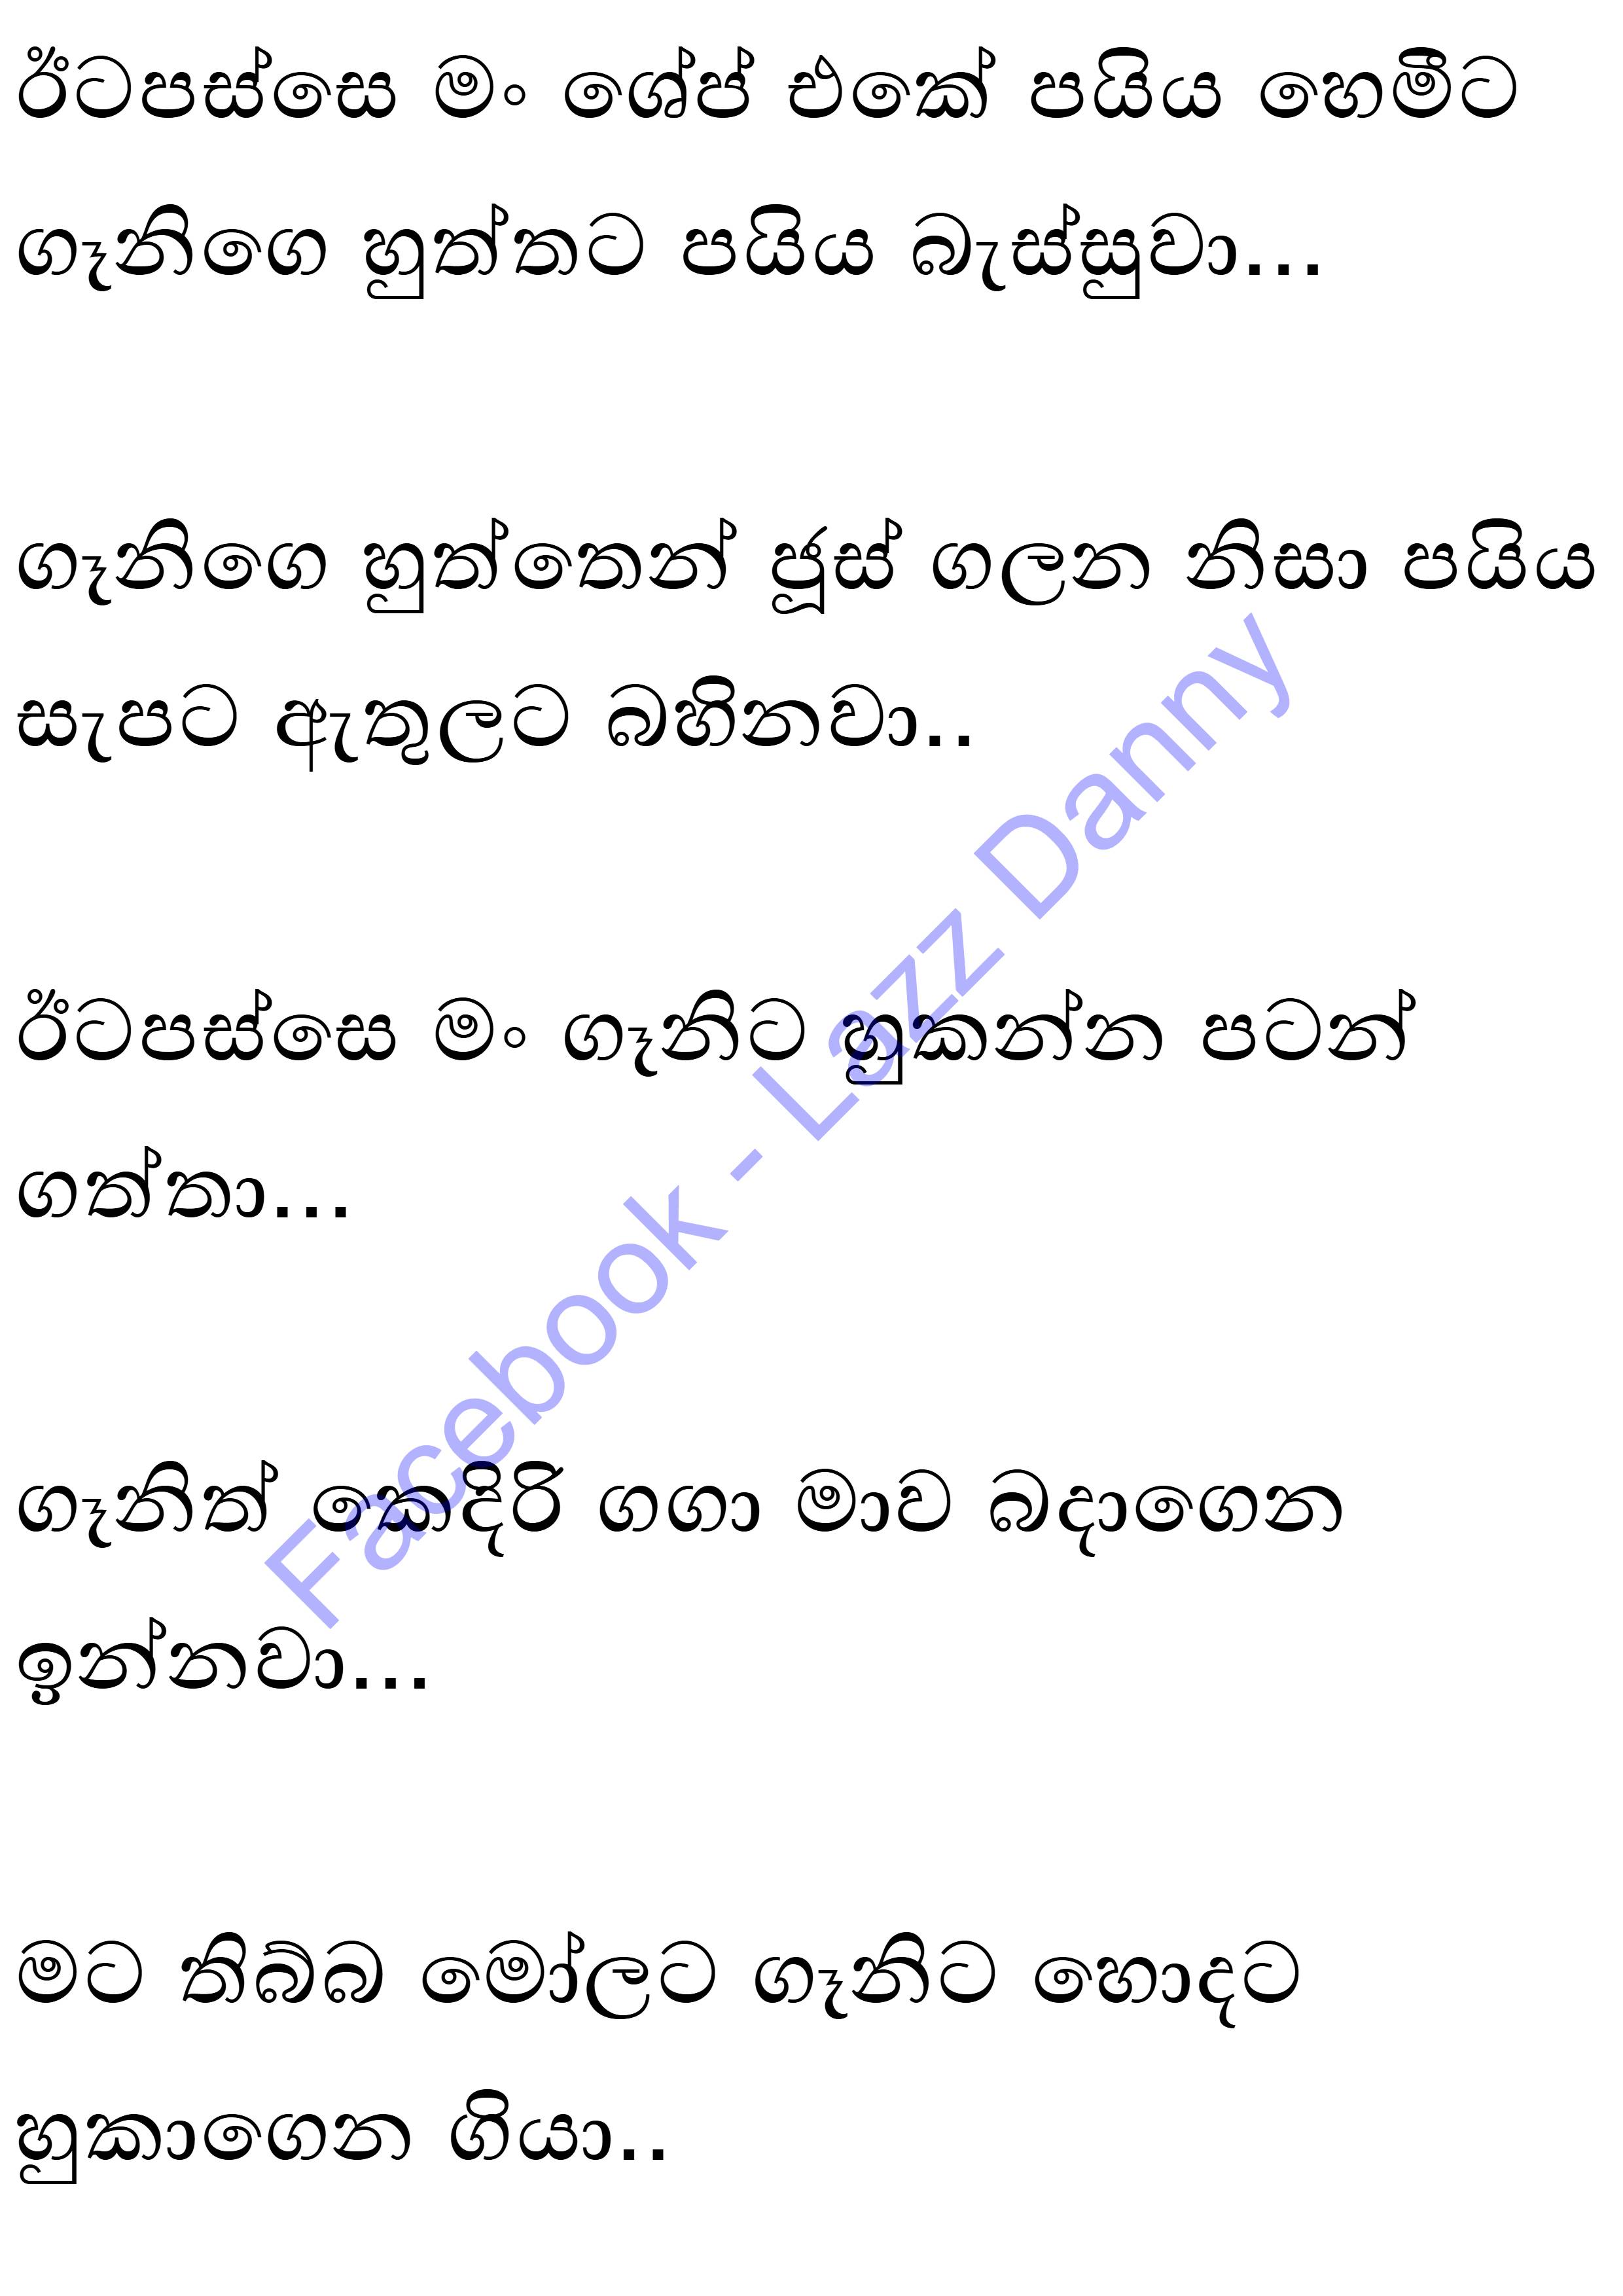 ඊටපස්සෙ මං ශේප් එකේ පයිය හෙමීට
ගෑනිගෙ හුත්තට පයිය බැස්සුවා...
ගෑනිගෙ හුත්තෙන් ජූස් ගලන නිසා පයිය
සැපට ඇතුලට බහිනවා..
ඊටපස්සෙ මං ගෑනිට හුකන්න පටන්
ගත්තා...
ගෑනිත් කෙදිරි ගගා මාව බදාගෙන
ඉන්නවා...
මට තිබ්බ මෝලට ගෑනිට හොදට
හුකාගෙන ගියා..
Facebook - Lazz Danny